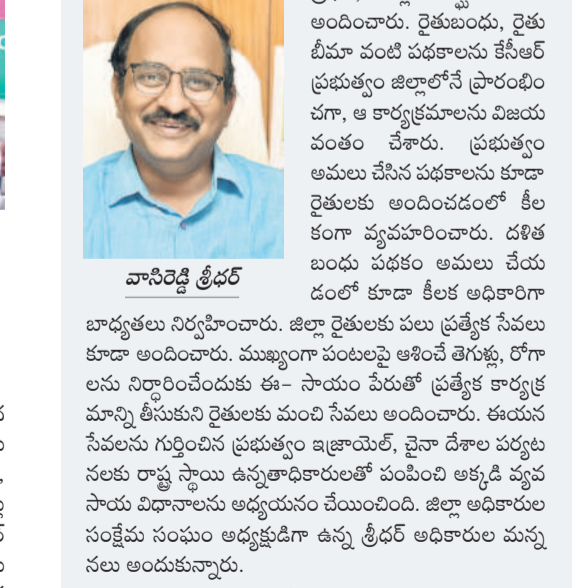 అందించారు. రైతుబంధు, రైతు
బీమా వంటి పథకాలను కేసీఆర్
ప్రభుత్వం జిల్లాలోనే ప్రారంభిం
చగా, ఆ కార్యక్రమాలను విజయ
వంతం చేశారు. ప్రభుత్వం
అమలు చేసిన పథకాలను కూడా
రైతులకు అందించడంలో కీల
కంగా వ్యవహరించారు. దళిత
బంధు పథకం అమలు చేయ
డంలో కూడా కీలక అధికారిగా
వాసిరెడ్డి శ్రీధర్
బాధ్యతలు నిర్వహించారు. జిల్లా రైతులకు పలు ప్రత్యేక సేవలు
కూడా అందించారు. ముఖ్యంగా పంటలపై ఆశించే తెగుళ్లు, రోగా
లను నిర్ధారించేందుకు ఈ– సాయం పేరుతో ప్రత్యేక కార్యక్ర
మాన్ని తీసుకుని రైతులకు మంచి సేవలు అందించారు. ఈయన
సేవలను గుర్తించిన ప్రభుత్వం ఇజ్రాయెల్, చైనా దేశాల పర్యట
నలకు రాష్ట్ర స్థాయి ఉన్నతాధికారులతో పంపించి అక్కడి వ్యవ
సాయ విధానాలను అధ్యయనం చేయించింది. జిల్లా అధికారుల
సంక్షేమ సంఘం అధ్యక్షుడిగా ఉన్న శ్రీధర్ అధికారుల మన్న
నలు అందుకున్నారు.